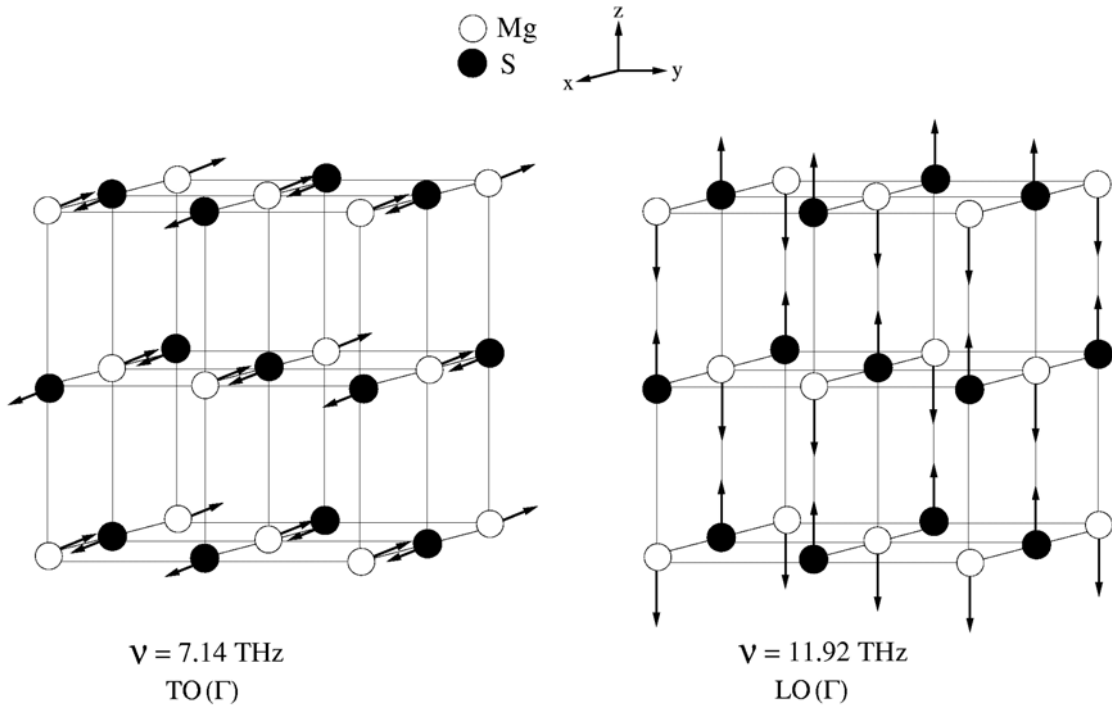 Mg
S
z
x
y
ν = 7.14 THz
TO(Γ)
ν = 11.92 THz
LO(Γ)